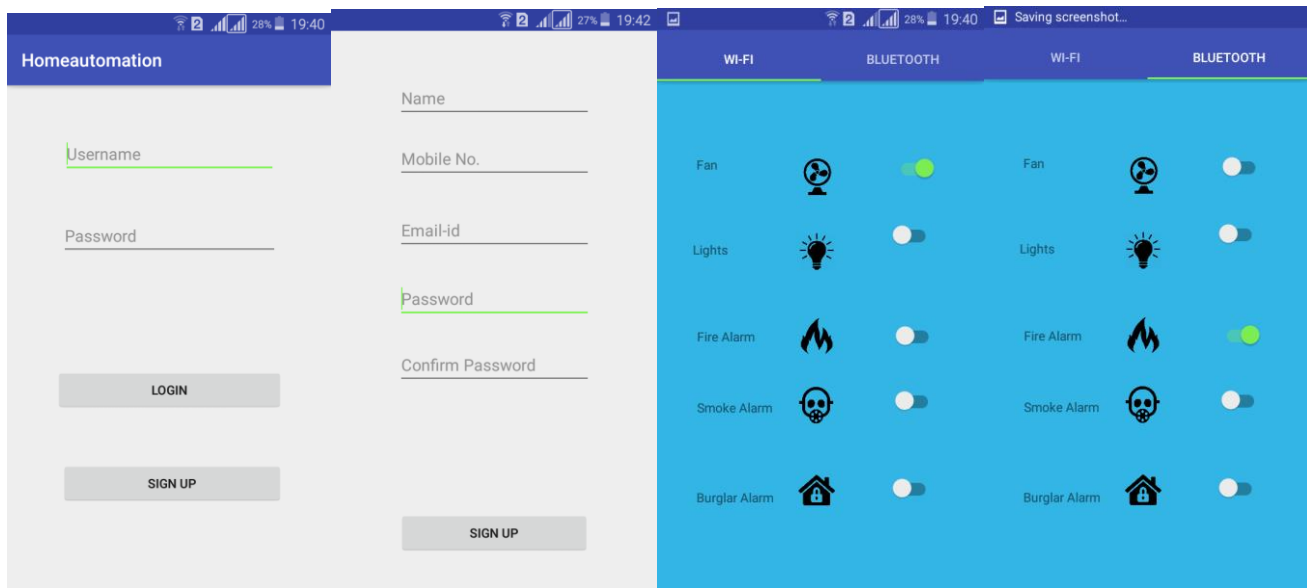 28% 19:40
Homeautomation
Username
Password
LOGIN
SIGN UP
2 27% 19:42
Name
Mobile No.
Email-id
Password
Confirm Password
SIGN UP
2 28% 19:40
WI-FI BLUETOOTH
Fan
Lights
Fire Alarm
Smoke Alarm
Burglar Alarm
Saving screenshot...
WI-FI BLUETOOTH
Fan
Lights
Fire Alarm
Smoke Alarm
Burglar Alarm